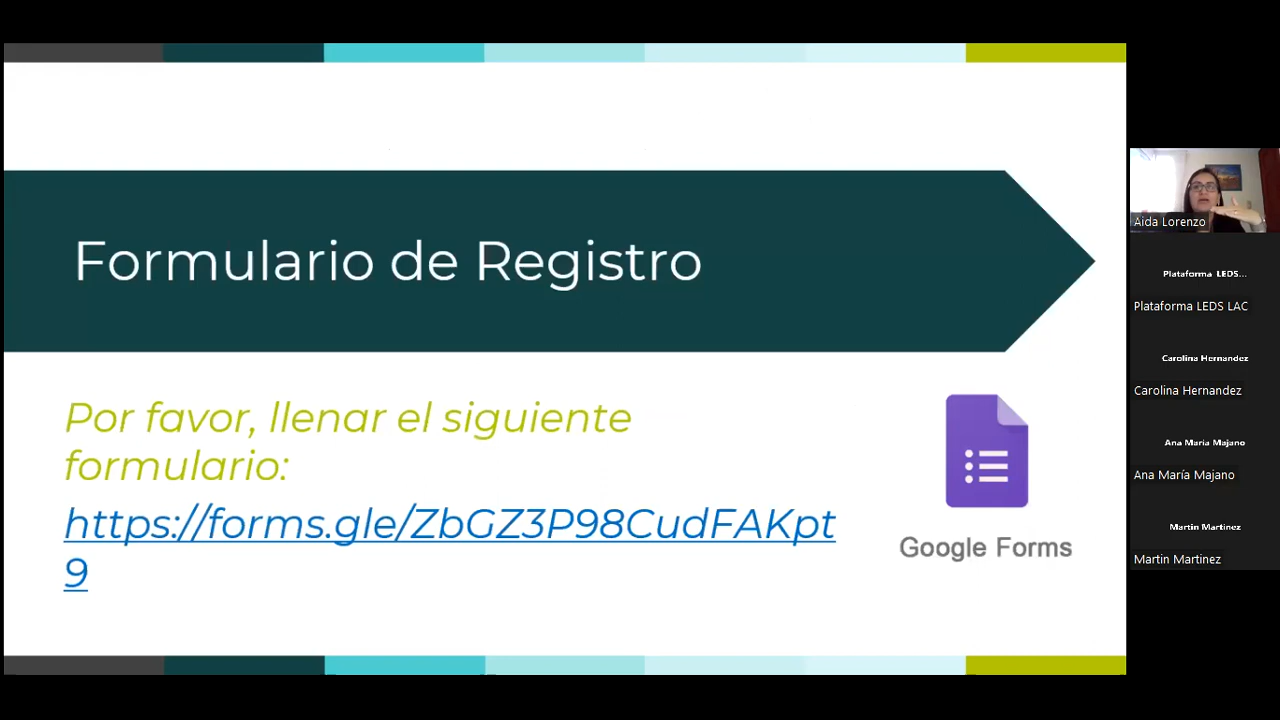 Formulario de Registro
Por favor, llenar el siguiente
formulario:
https://forms.gle/ZbGZ3P98CudFAKpt
9
Google Forms
Aida Lorenzo
Plataforma LEDS...
Plataforma LEDS LAC
Carolina Hernandez
Carolina Hernandez
Ana María Majano
Ana María Majano
Martin Martinez
Martin Martinez